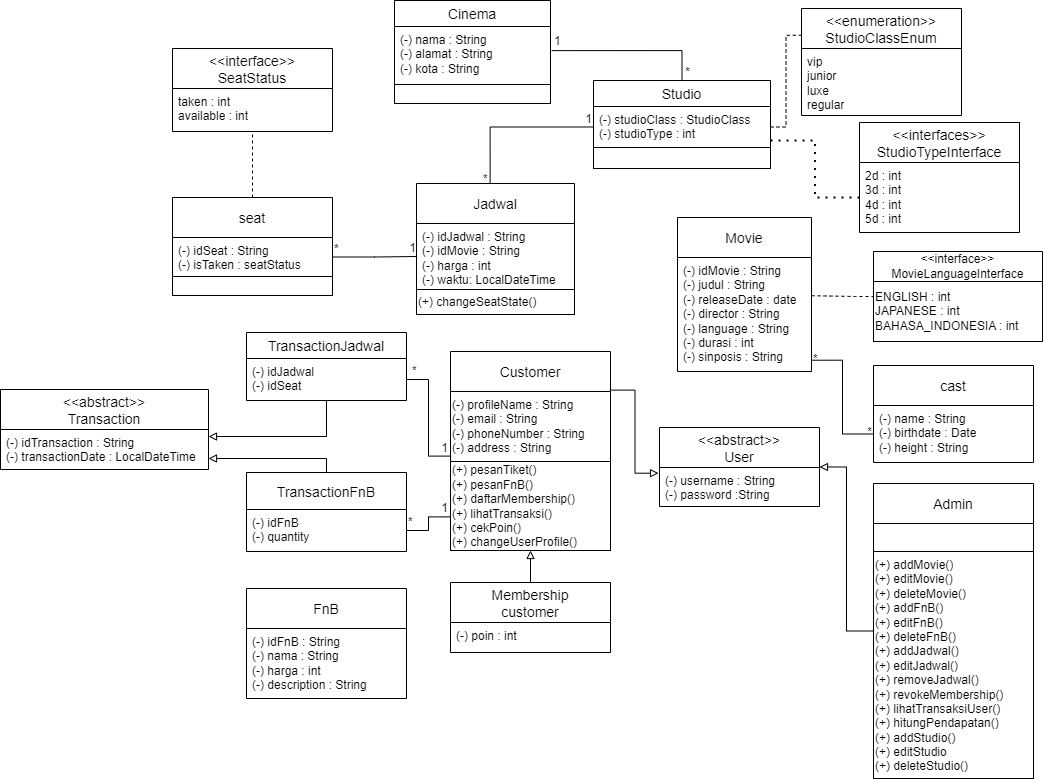 Cinema
(-) nama : String
(-) alamat : String
(-) kota : String
1
*
<<enumeration>>
StudioClassEnum
vip
junior
luxe
regular
<<interface>>
SeatStatus
taken : int
available : int
Studio
(-) studioClass : StudioClass
(-) studioType : int
1
*
<<interfaces>>
StudioTypeInterface
2d : int
3d : int
4d : int
5d : int
seat
(-) idSeat : String
(-) isTaken : seatStatus
*
1
Jadwal
(-) idJadwal : String
(-) idMovie : String
(-) harga : int
(-) waktu: LocalDateTime
(+) changeSeatState()
Movie
(-) idMovie : String
(-) judul : String
(-) releaseDate : date
(-) director : String
(-) language : String
(-) durasi : int
(-) sinposis : String
*
*
<<interface>>
MovieLanguageInterface
ENGLISH : int
JAPANESE : int
BAHASA_INDONESIA : int
TransactionJadwal
(-) idJadwal
(-) idSeat
*
1
Customer
(-) profileName : String
(-) email : String
(-) phoneNumber : String
(-) address : String
(+) pesanTiket()
(+) pesanFnB()
(+) daftarMembership()
(+) lihatTransaksi()
(+) cekPoin()
(+) changeUserProfile()
cast
(-) name : String
(-) birthdate : Date
(-) height : String
<<abstract>>
Transaction
(-) idTransaction : String
(-) transactionDate : LocalDateTime
<<abstract>>
User
(-) username : String
(-) password :String
TransactionFnB
(-) idFnB
(-) quantity
*
1
Admin
(+) addMovie()
(+) editMovie()
(+) deleteMovie()
(+) addFnB()
(+) editFnB()
(+) deleteFnB()
(+) addJadwal()
(+) editJadwal()
(+) removeJadwal()
(+) revokeMembership()
(+) lihatTransaksiUser()
(+) hitungPendapatan()
(+) addStudio()
(+) editStudio
(+) deleteStudio()
FnB
(-) idFnB : String
(-) nama : String
(-) harga : int
(-) description : String
Membership
customer
(-) poin : int